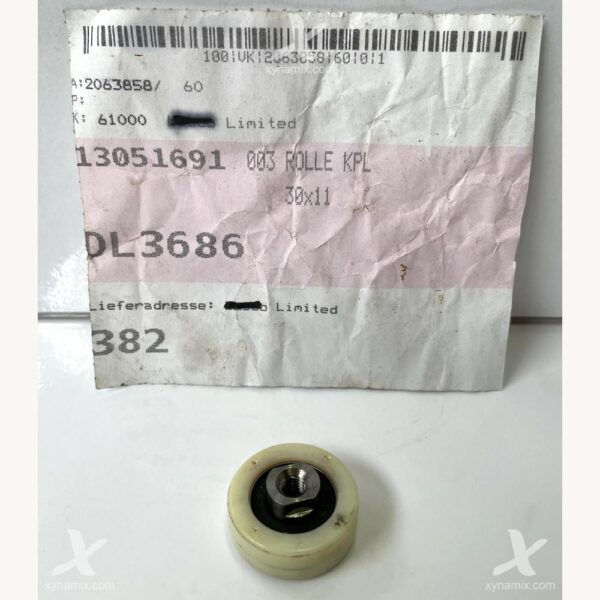 100|VK|2063858|60|0|1
A:2063858/ 60
P:
K: 61000 Limited
13051691 003 ROLLE KPL
30x11
DL3686
Lieferadresse: Limited
382
xynamix.com
xynamix.com
xynamix.com